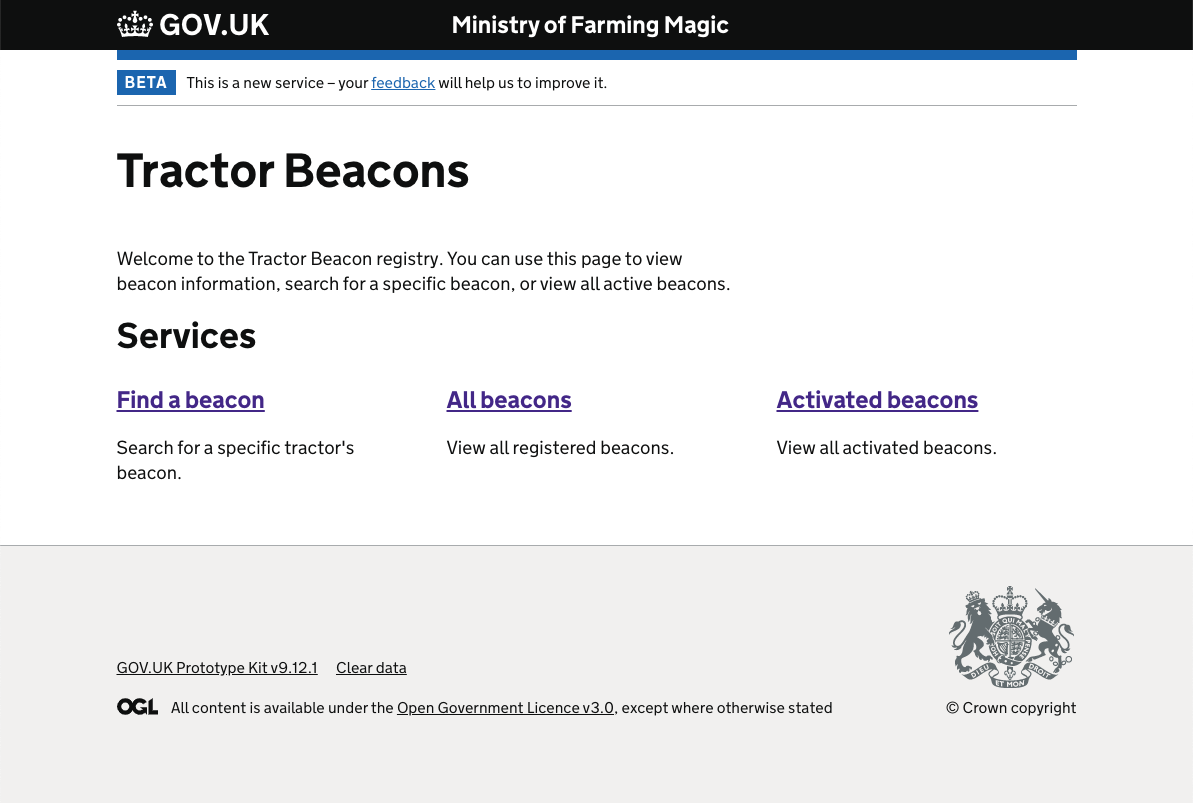 GOV.UK
Ministry of Farming Magic
BETA
This is a new service – your feedback will help us to improve it.
Tractor Beacons
Welcome to the Tractor Beacon registry. You can use this page to view
beacon information, search for a specific beacon, or view all active beacons.
Services
Find a beacon
Search for a specific tractor's
beacon.
All beacons
View all registered beacons.
Activated beacons
View all activated beacons.
GOV.UK Prototype Kit v9.12.1
Clear data
OGL
All content is available under the Open Government Licence v3.0, except where otherwise stated
DIEU
ET MON
DROIT
© Crown copyright